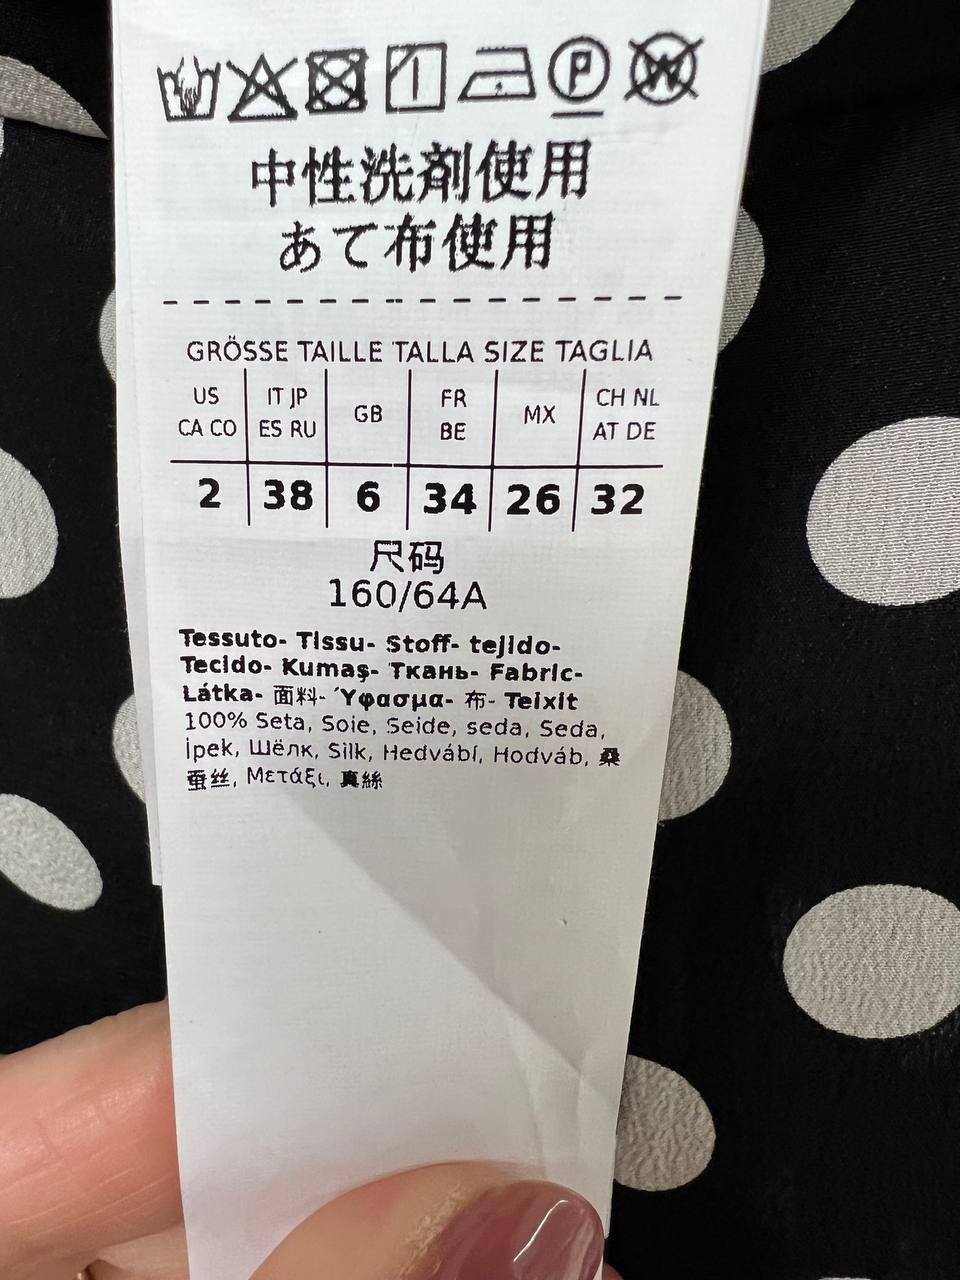 中性洗剤使用
あて布使用
GRÖSSE TAILLE TALLA SIZE TAGLIA
US CA CO IT JP ES RU GB FR BE MX CH NL AT DE
2 38 6 34 26 32
尺码
160/64A
Tessuto- Tissu- Stoff- tejido-
Tecido- Kumaş- Ткань- Fabric-
Látka- 面料- Ύφασμα- 布- Teixit
100% Seta, Soie, Seide, seda, Seda,
İpek, Шёлк, Silk, Hedvábí, Hodváb, 桑
蚕丝, Μετάξι, 真絲